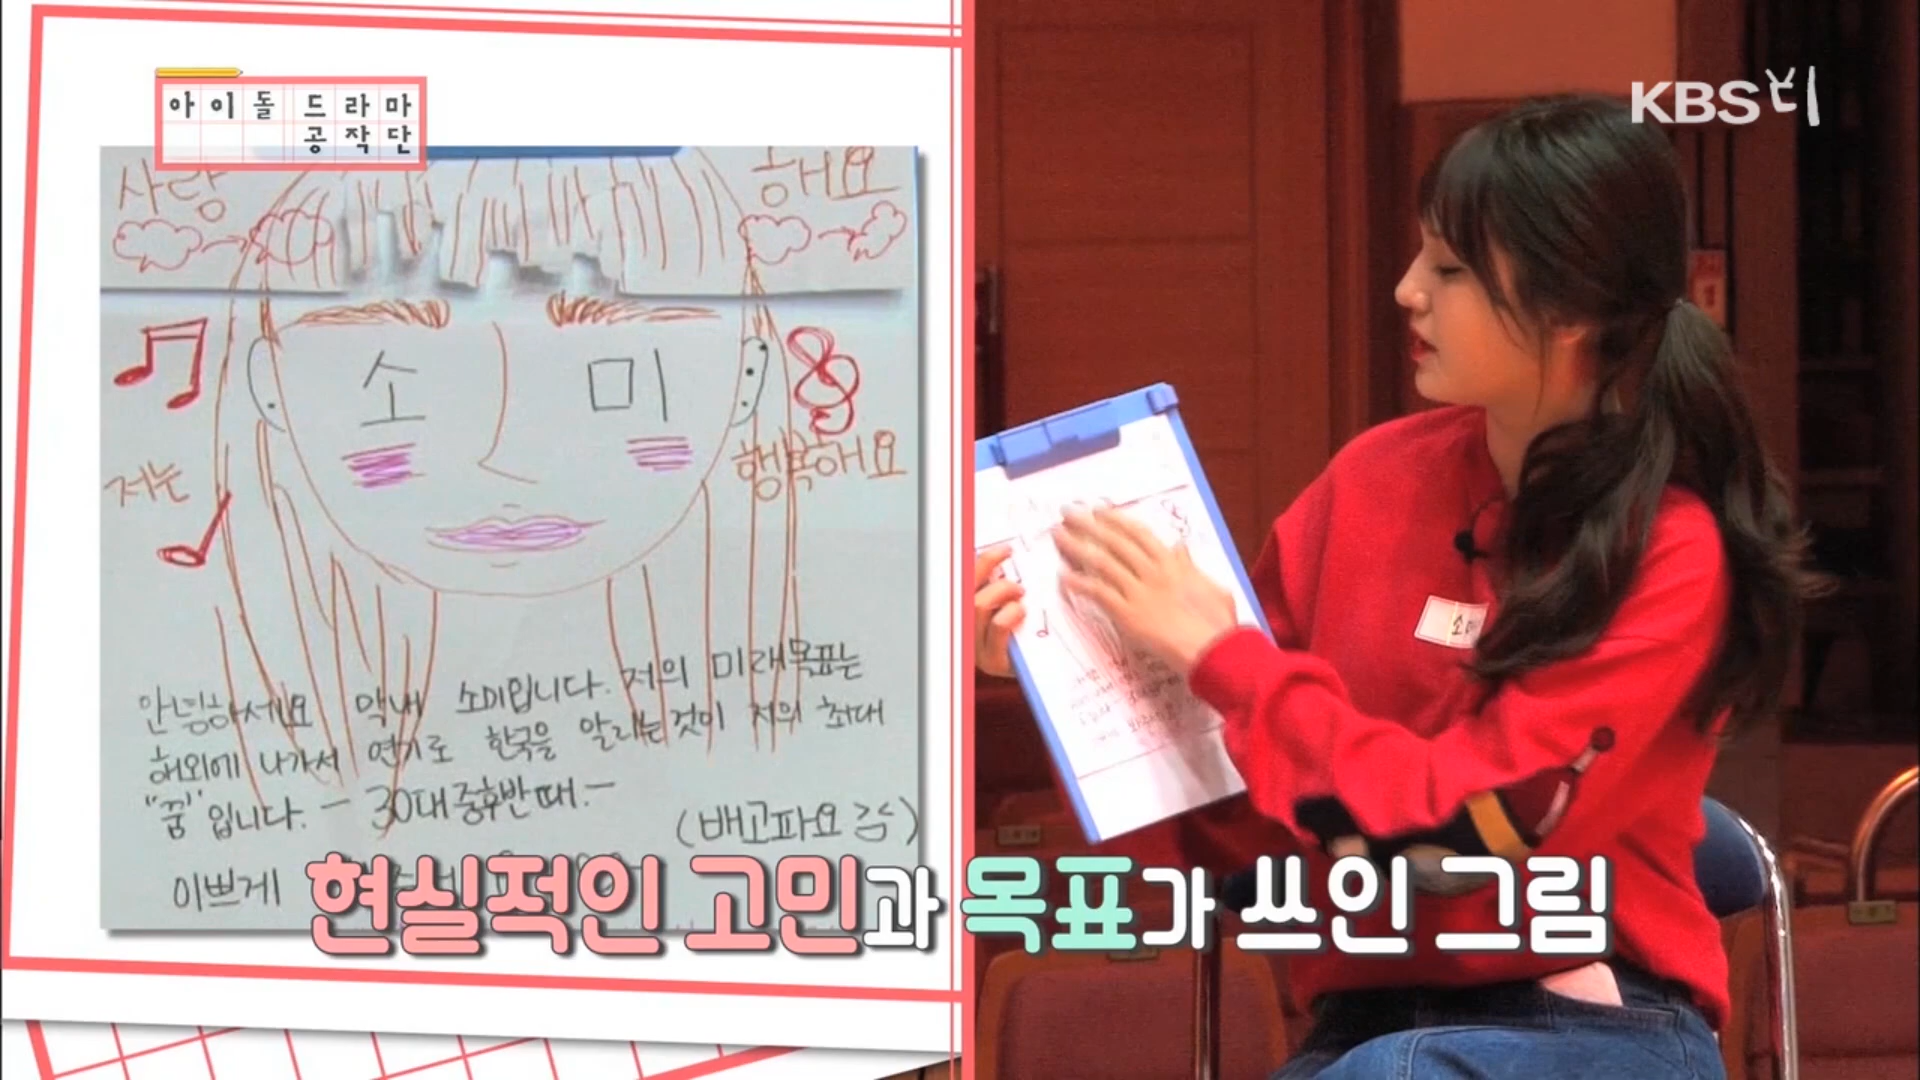 아이돌 드라마
공작단
KBS
사랑 해요
소 미
저는 행복해요
안녕하세요 막내 소미입니다. 저의 미래목표는
해외에 나가서 연기로 한국을 알리는것이 저의 최대
"꿈"입니다. - 30대중후반때.-
(배고파요
이쁘게
현실적인 고민과 목표가 쓰인 그림